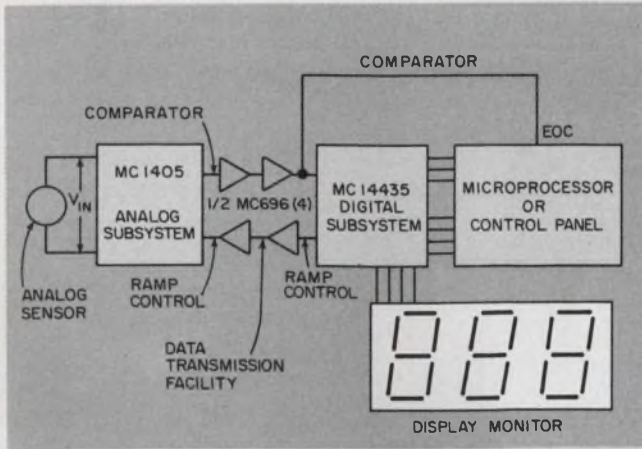 COMPARATOR
COMPARATOR
EOC
MC 1405
ANALOG
SUBSYSTEM
V IN
1/2 MC696 (4)
MC 14435
DIGITAL
SUBSYSTEM
MICROPROCESSOR
OR
CONTROL PANEL
ANALOG
SENSOR
RAMP
CONTROL
RAMP
CONTROL
DATA
TRANSMISSION
FACILITY
888
DISPLAY MONITOR